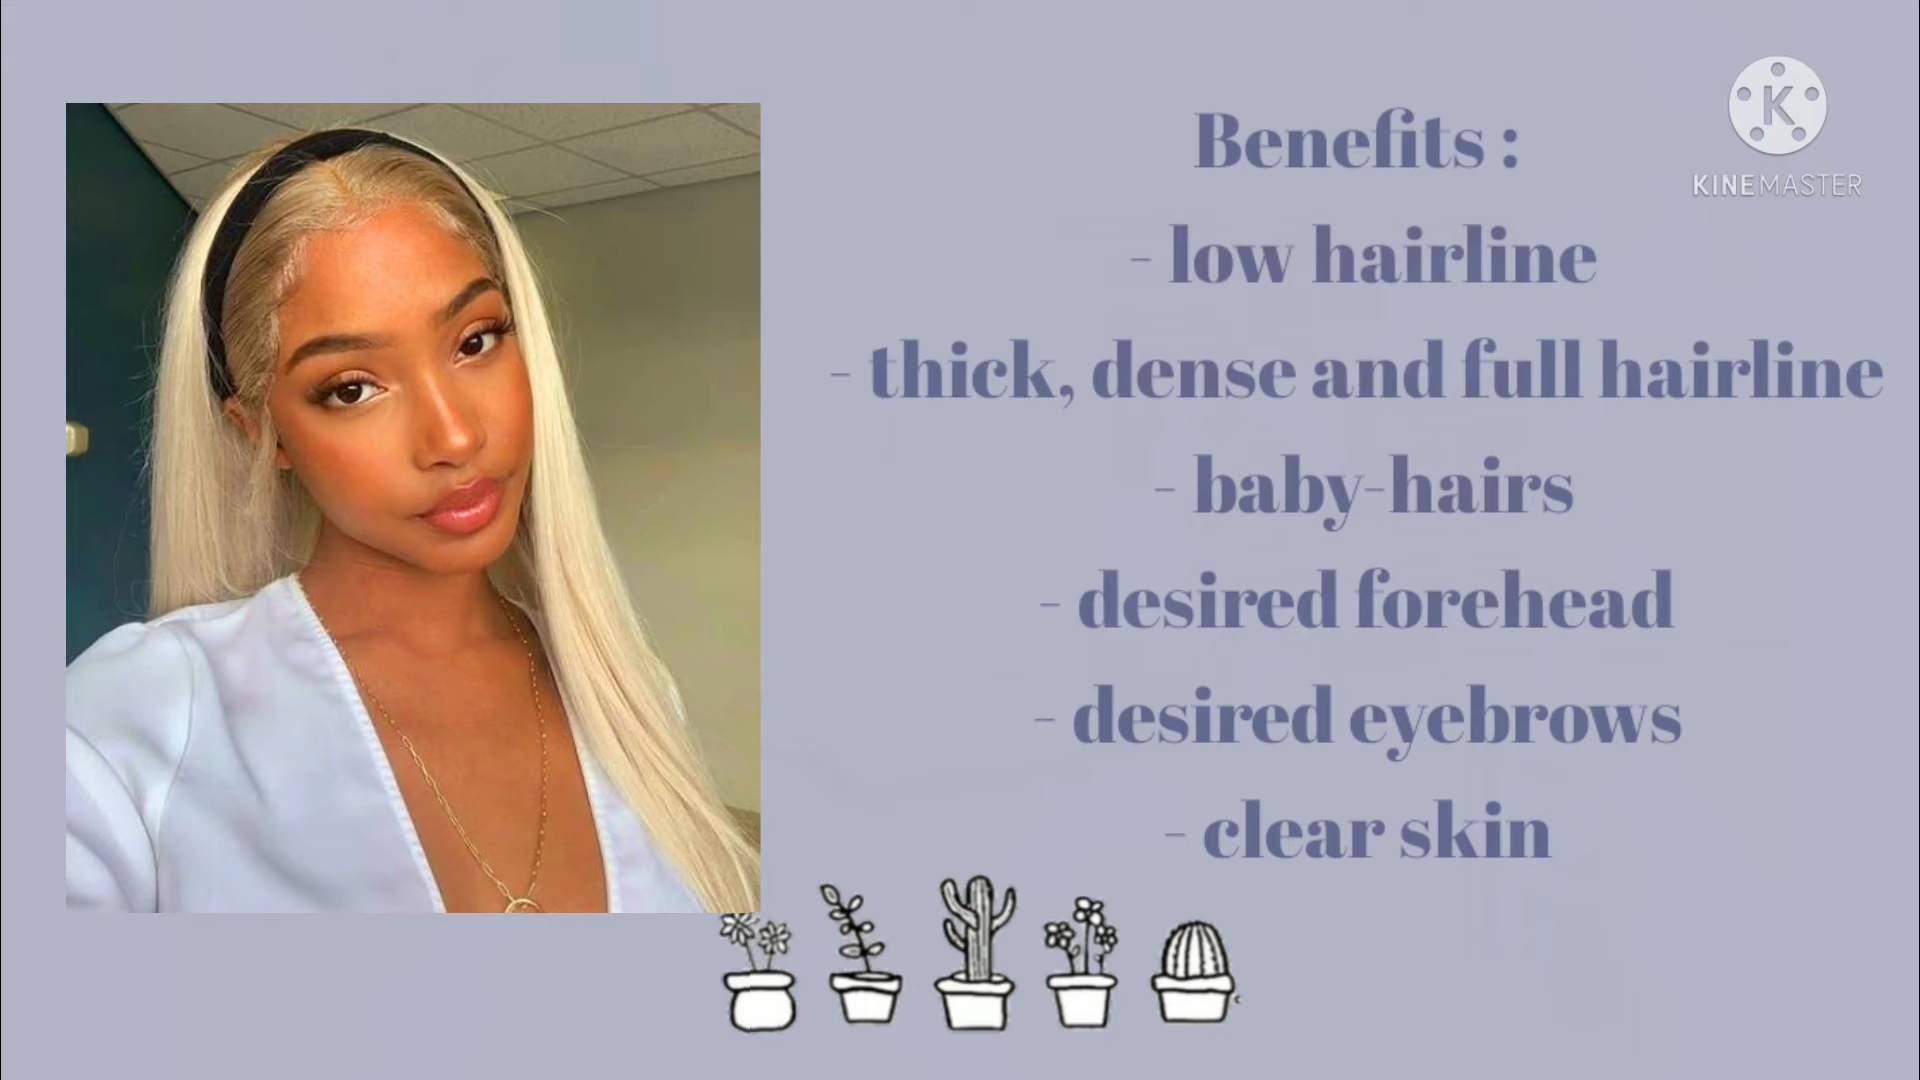 Benefits :
- low hairline
- thick, dense and full hairline
- baby-hairs
- desired forehead
- desired eyebrows
- clear skin
K
KINEMASTER